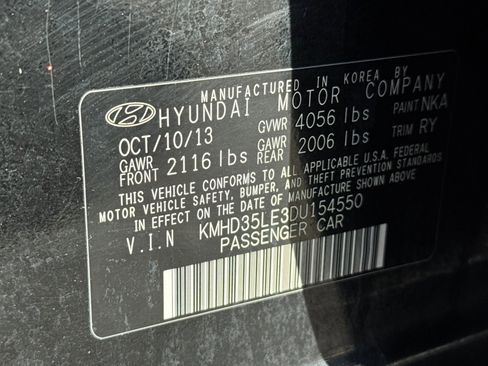 MANUFACTURED IN KOREA BY
HYUNDAI MOTOR COMPANY
OCT/10/13 GVWR 4056 lbs PAINT NKA
GAWR FRONT 2116 lbs GAWR REAR 2006 lbs TRIM RY
THIS VEHICLE CONFORMS TO ALL APPLICABLE U.S.A. FEDERAL
MOTOR VEHICLE SAFETY, BUMPER, AND THEFT PREVENTION STANDARDS
IN EFFECT ON THE DATE OF MANUFACTURE SHOWN ABOVE.
V.I.N KMHD35LE3DU154550
PASSENGER CAR